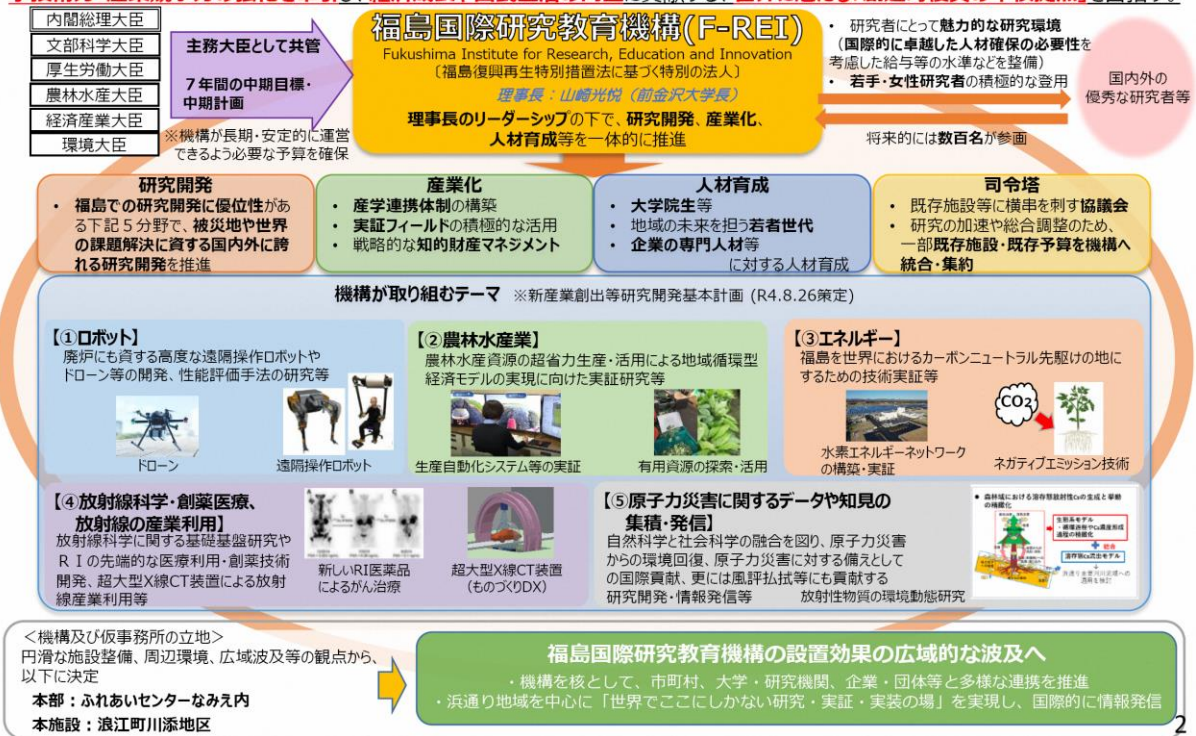 内閣総理大臣
文部科学大臣
厚生労働大臣
農林水産大臣
経済産業大臣
環境大臣
主務大臣として共管
7年間の中期目標・
中期計画
※機構が長期・安定的に運営
できるよう必要な予算を確保
福島国際研究教育機構(F-REI)
Fukushima Institute for Research, Education and Innovation
〔福島復興再生特別措置法に基づく特別の法人〕
理事長：山崎光悦（前金沢大学長）
理事長のリーダーシップの下で、研究開発、産業化、
人材育成等を一体的に推進
・ 研究者にとって魅力的な研究環境
（国際的に卓越した人材確保の必要性を
考慮した給与等の水準などを整備）
・ 若手・女性研究者の積極的な登用
将来的には数百名が参画
国内外の
優秀な研究者等
研究開発
・ 福島での研究開発に優位性があ
る下記５分野で、被災地や世界
の課題解決に資する国内外に誇
れる研究開発を推進
産業化
・ 産学連携体制の構築
・ 実証フィールドの積極的な活用
・ 戦略的な知的財産マネジメント
人材育成
・ 大学院生等
・ 地域の未来を担う若者世代
・ 企業の専門人材等
に対する人材育成
司令塔
・ 既存施設等に横串を刺す協議会
・ 研究の加速や総合調整のため、
一部既存施設・既存予算を機構へ
統合・集約
機構が取り組むテーマ ※新産業創出等研究開発基本計画 (R4.8.26策定)
【①ロボット】
廃炉にも資する高度な遠隔操作ロボットや
ドローン等の開発、性能評価手法の研究等
ドローン
遠隔操作ロボット
【②農林水産業】
農林水産資源の超省力生産・活用による地域循環型
経済モデルの実現に向けた実証研究等
生産自動化システム等の実証
有用資源の探索・活用
【③エネルギー】
福島を世界におけるカーボンニュートラル先駆けの地に
するための技術実証等
CO2
水素エネルギーネットワーク
の構築・実証
ネガティブエミッション技術
【④放射線科学・創薬医療、
放射線の産業利用】
放射線科学に関する基礎基盤研究や
ＲＩの先端的な医療利用・創薬技術
開発、超大型X線CT装置による放射
線産業利用等
新しいRI医薬品
によるがん治療
超大型X線CT装置
（ものづくりDX）
【⑤原子力災害に関するデータや知見の
集積・発信】
自然科学と社会科学の融合を図り、原子力災害
からの環境回復、原子力災害に対する備えとして
の国際貢献、更には風評払拭等にも貢献する
研究開発・情報発信等
放射性物質の環境動態研究
＜機構及び仮事務所の立地＞
円滑な施設整備、周辺環境、広域波及等の観点から、
以下に決定
本部：ふれあいセンターなみえ内
本施設：浪江町川添地区
福島国際研究教育機構の設置効果の広域的な波及へ
・機構を核として、市町村、大学・研究機関、企業・団体等と多様な連携を推進
・浜通り地域を中心に「世界でここにしかない研究・実証・実装の場」を実現し、国際的に情報発信
2